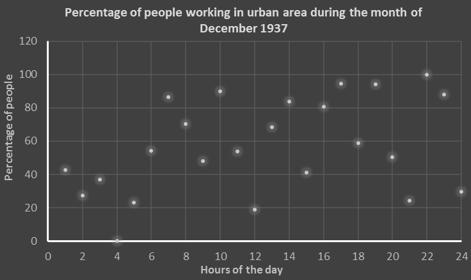 Percentage of people working in urban area during the month of
December 1937
120
100
80
60
40
20
0
Percentage of people
0 2 4 6 8 10 12 14 16 18 20 22 24
Hours of the day